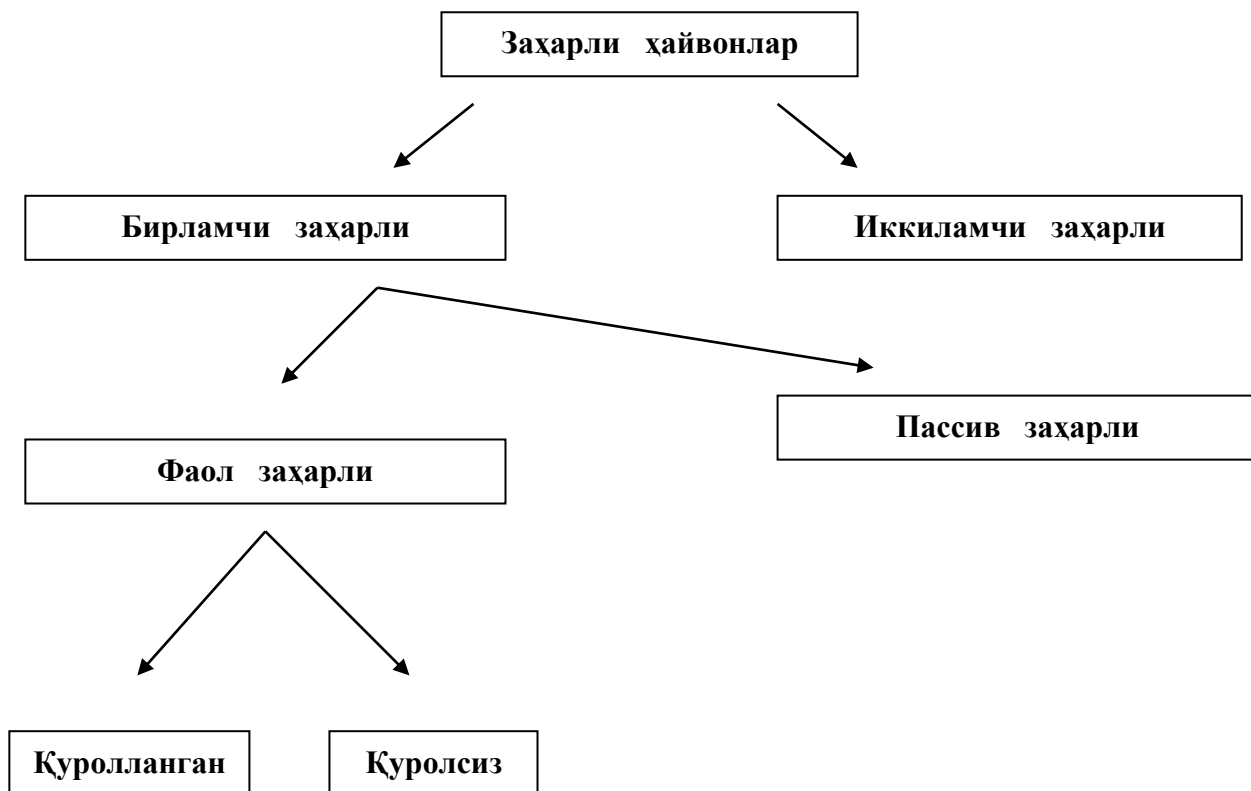 Заҳарли ҳайвонлар
Бирламчи заҳарли
Иккиламчи заҳарли
Пассив заҳарли
Фаол заҳарли
Қуролланган
Қуролсиз